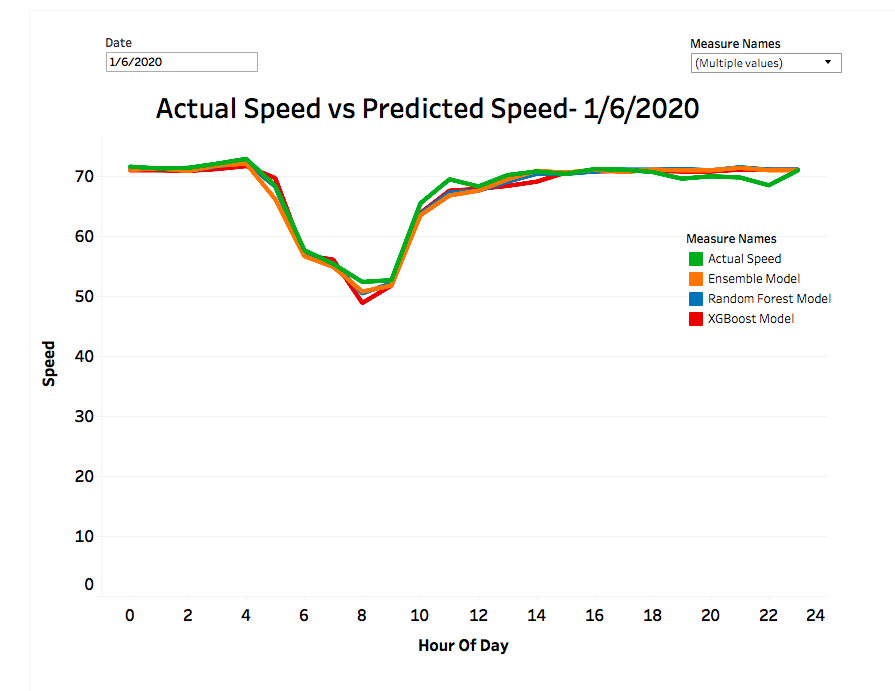 Date
1/6/2020
Measure Names
(Multiple values)
Actual Speed vs Predicted Speed- 1/6/2020
70
60
50
40
30
20
10
0
Speed
Measure Names
Actual Speed
Ensemble Model
Random Forest Model
XGBoost Model
0 2 4 6 8 10 12 14 16 18 20 22 24
Hour Of Day